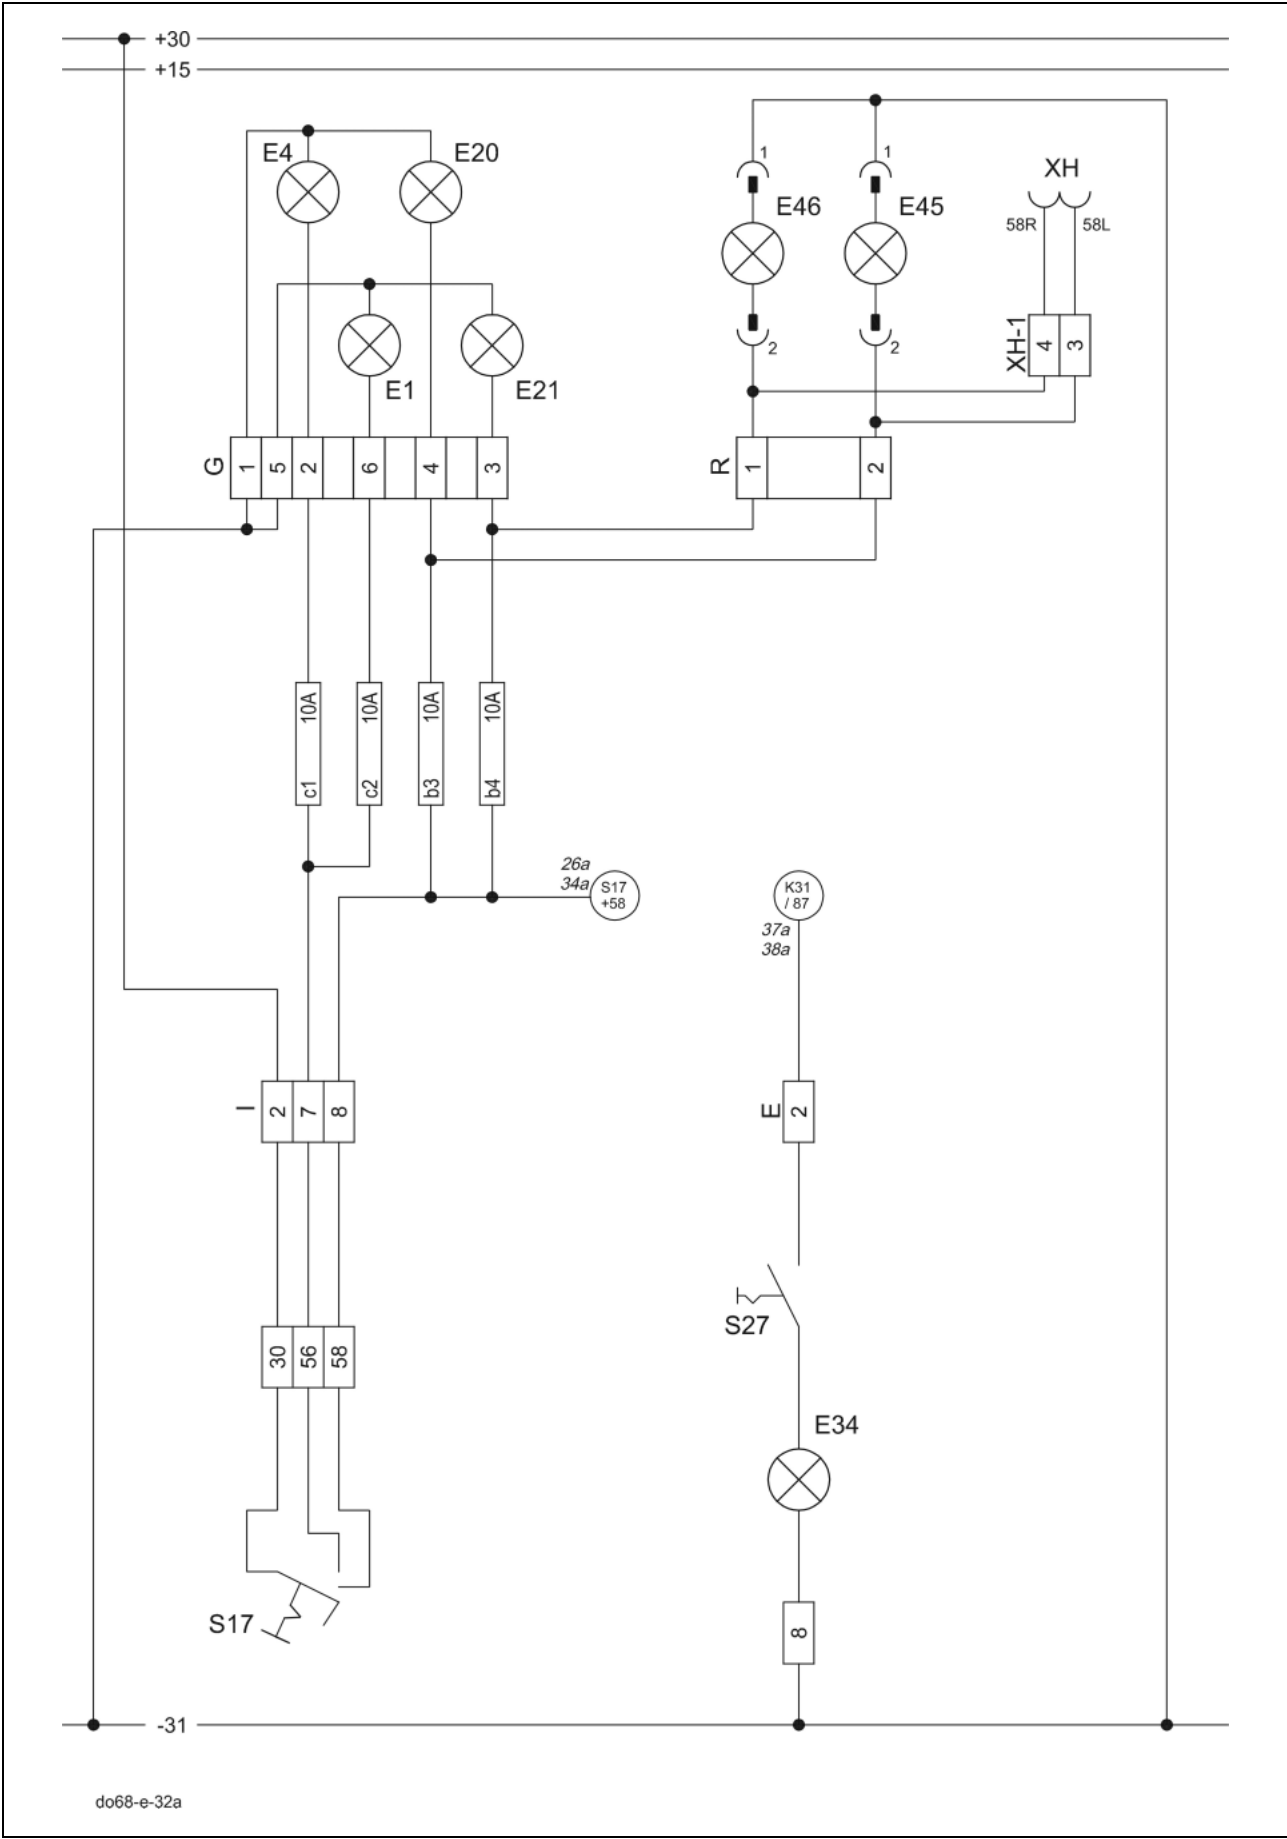 +30
+15
E4
E20
1
1
XH
E46
E45
58R
58L
XH-1
4
3
2
2
E1
E21
G
1
5
2
6
4
3
R
1
2
10A
10A
10A
10A
c1
c2
b3
b4
26a
34a
S17
+58
K31
/ 87
37a
38a
I
2
7
8
E
2
S27
30
56
58
E34
S17
8
-31
do68-e-32a